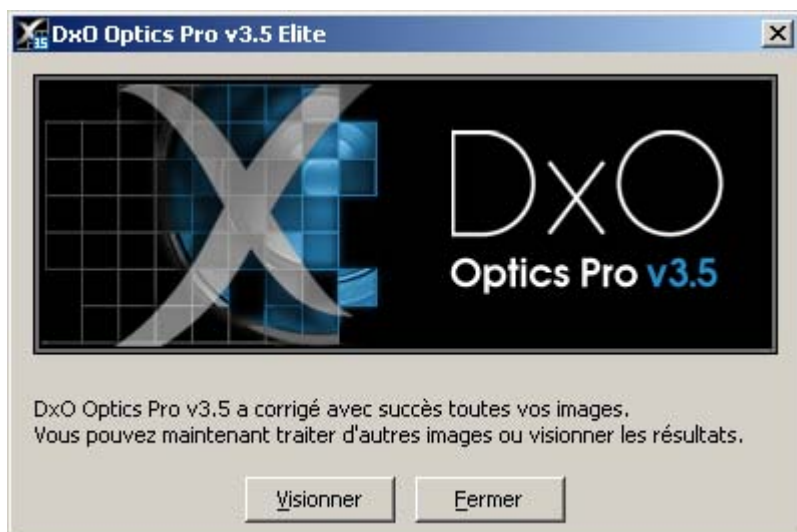 DxO Optics Pro v3.5 Elite
DxO
Optics Pro v3.5
DxO Optics Pro v3.5 a corrigé avec succès toutes vos images.
Vous pouvez maintenant traiter d'autres images ou visionner les résultats.
Visionner
Fermer